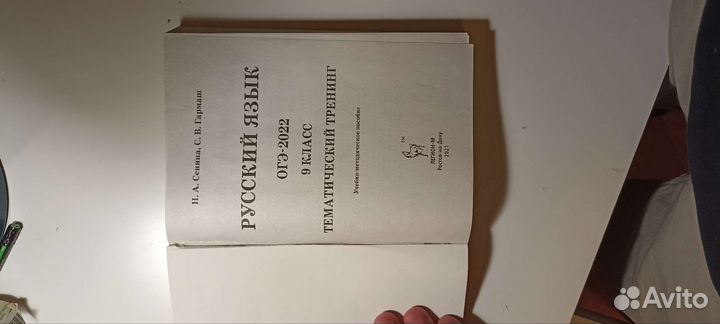 Н. А. Сенина, С. В. Гармаш
РУССКИЙ ЯЗЫК
ОГЭ-2022
9 КЛАСС
ТЕМАТИЧЕСКИЙ ТРЕНИНГ
Учебно-методическое пособие
TM
ЛЕГИОН-М
Ростов-на-Дону
2021
Avito